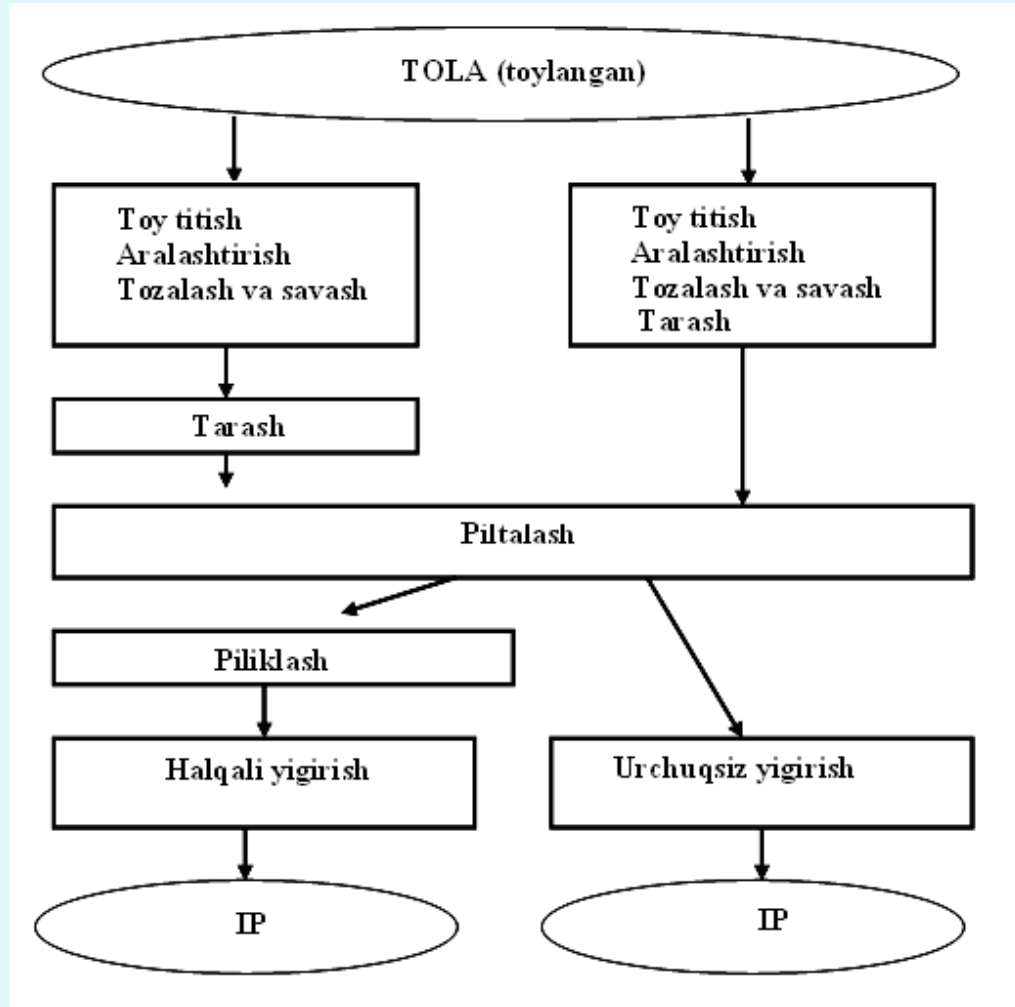 TOLA (toylangan)
Toy titish
Aralashtirish
Tozalash va savash
Toy titish
Aralashtirish
Tozalash va savash
Tarash
Tarash
Piltalash
Piliklash
Halqali yigirish
Urchuqsiz yigirish
IP
IP